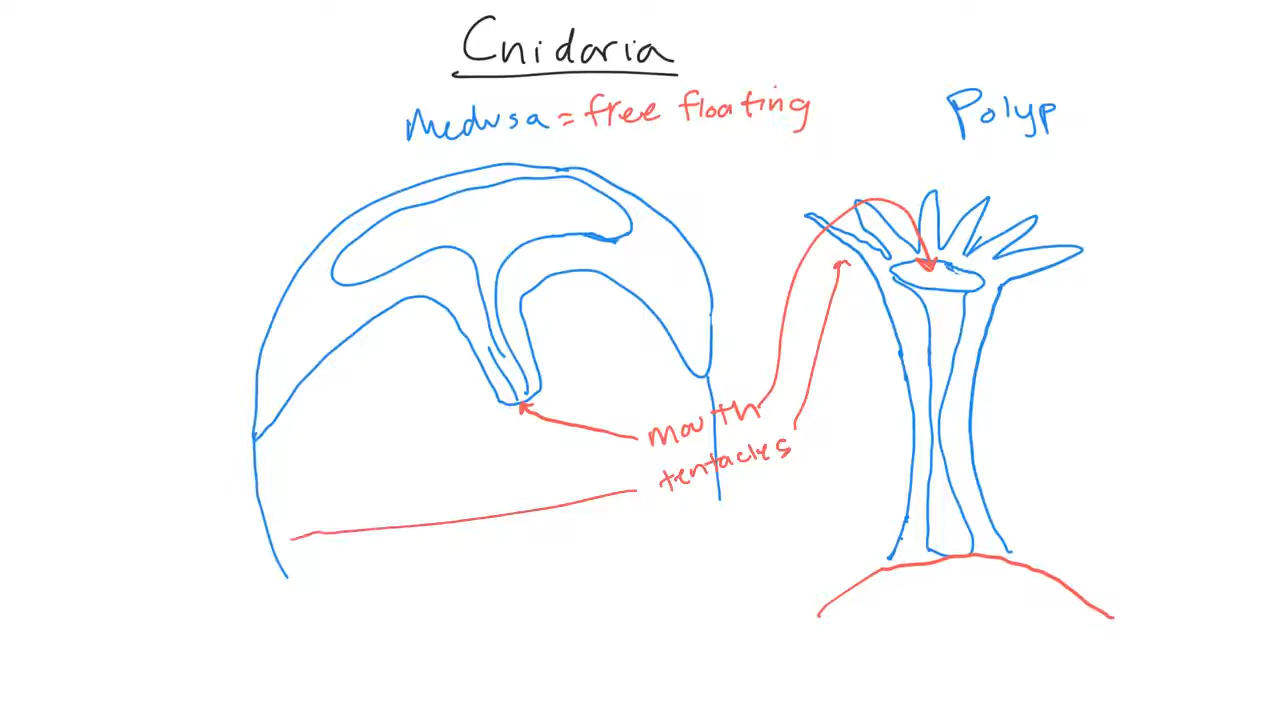 Cnidaria
Medusa = free floating
Polyp
mouth
tentacles